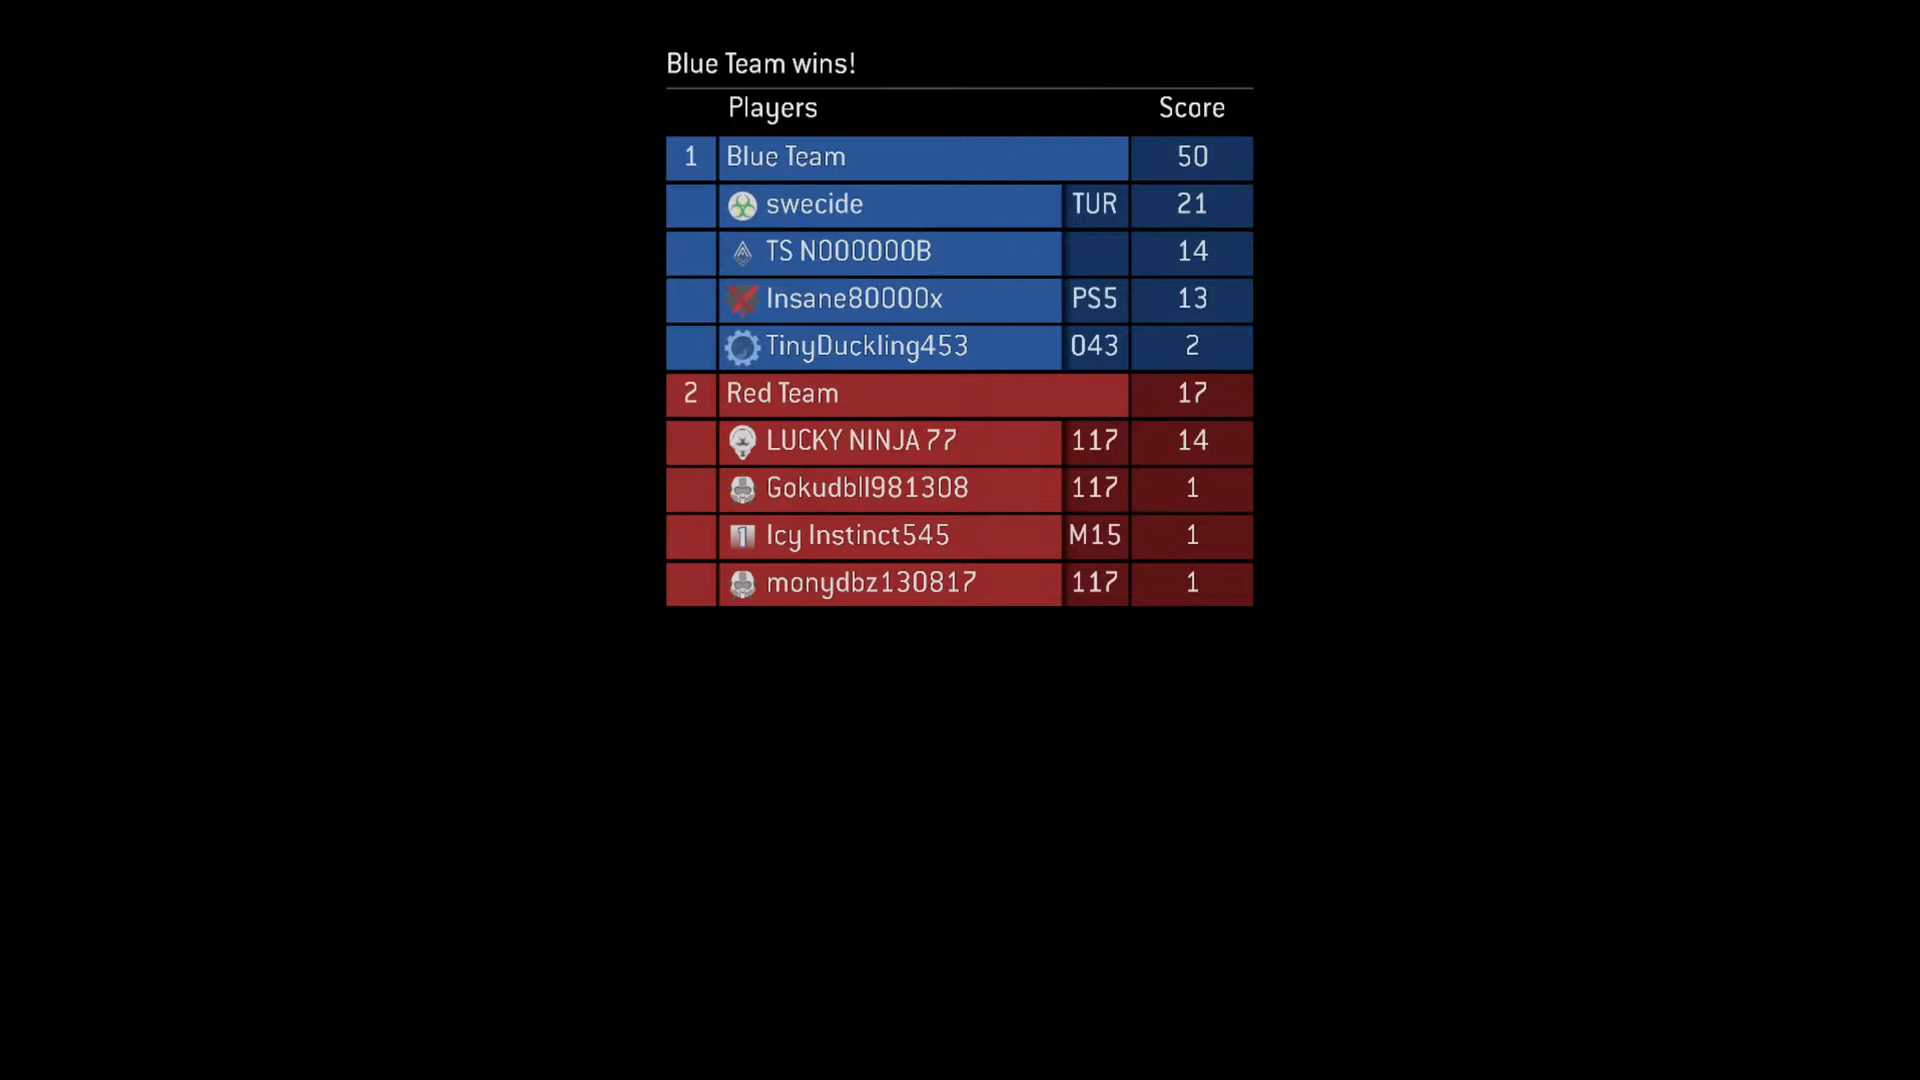 Blue Team wins!
Players Score
1 Blue Team 50
swecide TUR 21
TS N000000B 14
Insane80000x PS5 13
TinyDuckling453 O43 2
2 Red Team 17
LUCKY NINJA 77 117 14
Gokudbll981308 117 1
1 Icy Instinct545 M15 1
monydbz130817 117 1